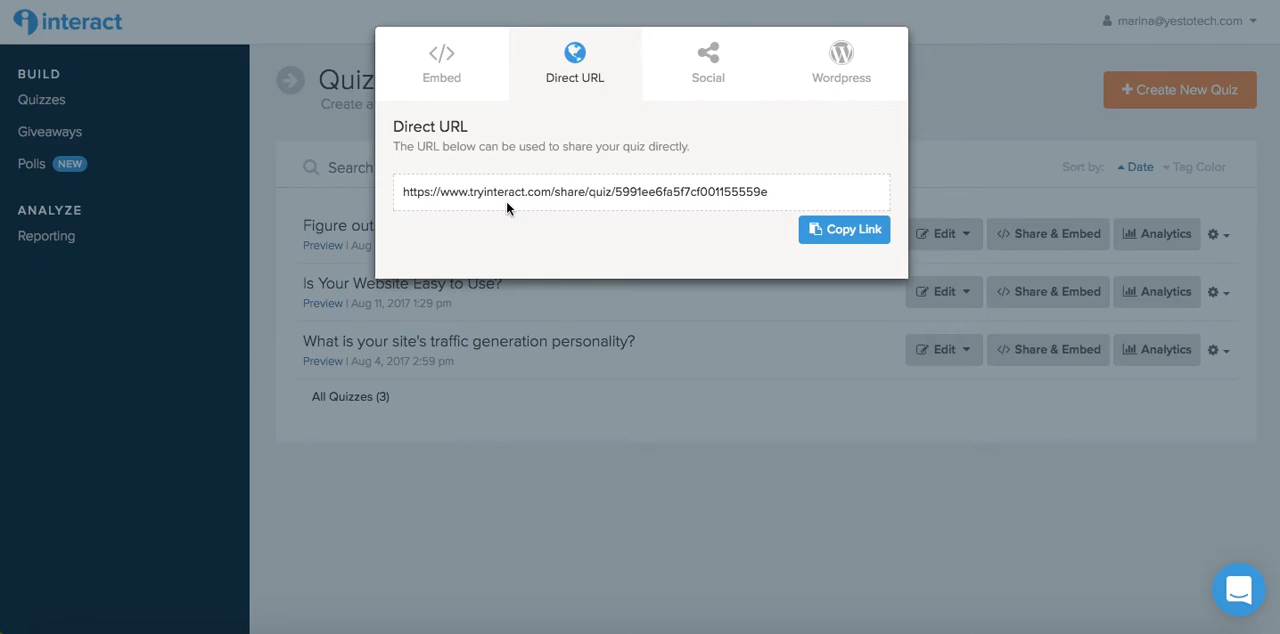 interact
marina@yestotech.com
BUILD
Quizzes
Giveaways
Polls NEW
ANALYZE
Reporting
Quiz
Create a
+ Create New Quiz
Embed
Direct URL
Social
Wordpress
Direct URL
The URL below can be used to share your quiz directly.
https://www.tryinteract.com/share/quiz/5991ee6fa5f7cf001155559e
Copy Link
Search
Sort by: Date Tag Color
Figure out
Preview | Aug
Edit </> Share & Embed Analytics
Is Your Website Easy to Use?
Preview | Aug 11, 2017 1:29 pm
Edit </> Share & Embed Analytics
What is your site's traffic generation personality?
Preview | Aug 4, 2017 2:59 pm
Edit </> Share & Embed Analytics
All Quizzes (3)